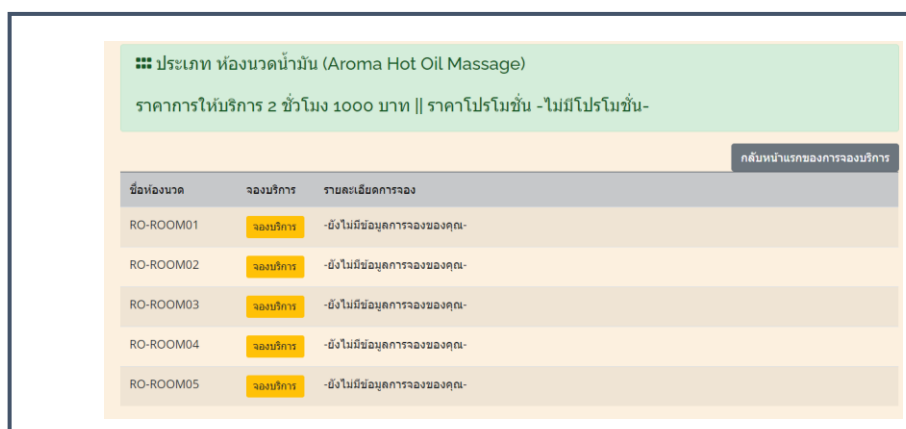 ประเภท ห้องนวดน้ำมัน (Aroma Hot Oil Massage)
ราคาการให้บริการ 2 ชั่วโมง 1000 บาท || ราคาโปรโมชั่น -ไม่มีโปรโมชั่น-
กลับหน้าแรกของการจองบริการ
ชื่อห้องนวด จองบริการ รายละเอียดการจอง
RO-ROOM01 จองบริการ -ยังไม่มีข้อมูลการจองของคุณ-
RO-ROOM02 จองบริการ -ยังไม่มีข้อมูลการจองของคุณ-
RO-ROOM03 จองบริการ -ยังไม่มีข้อมูลการจองของคุณ-
RO-ROOM04 จองบริการ -ยังไม่มีข้อมูลการจองของคุณ-
RO-ROOM05 จองบริการ -ยังไม่มีข้อมูลการจองของคุณ-